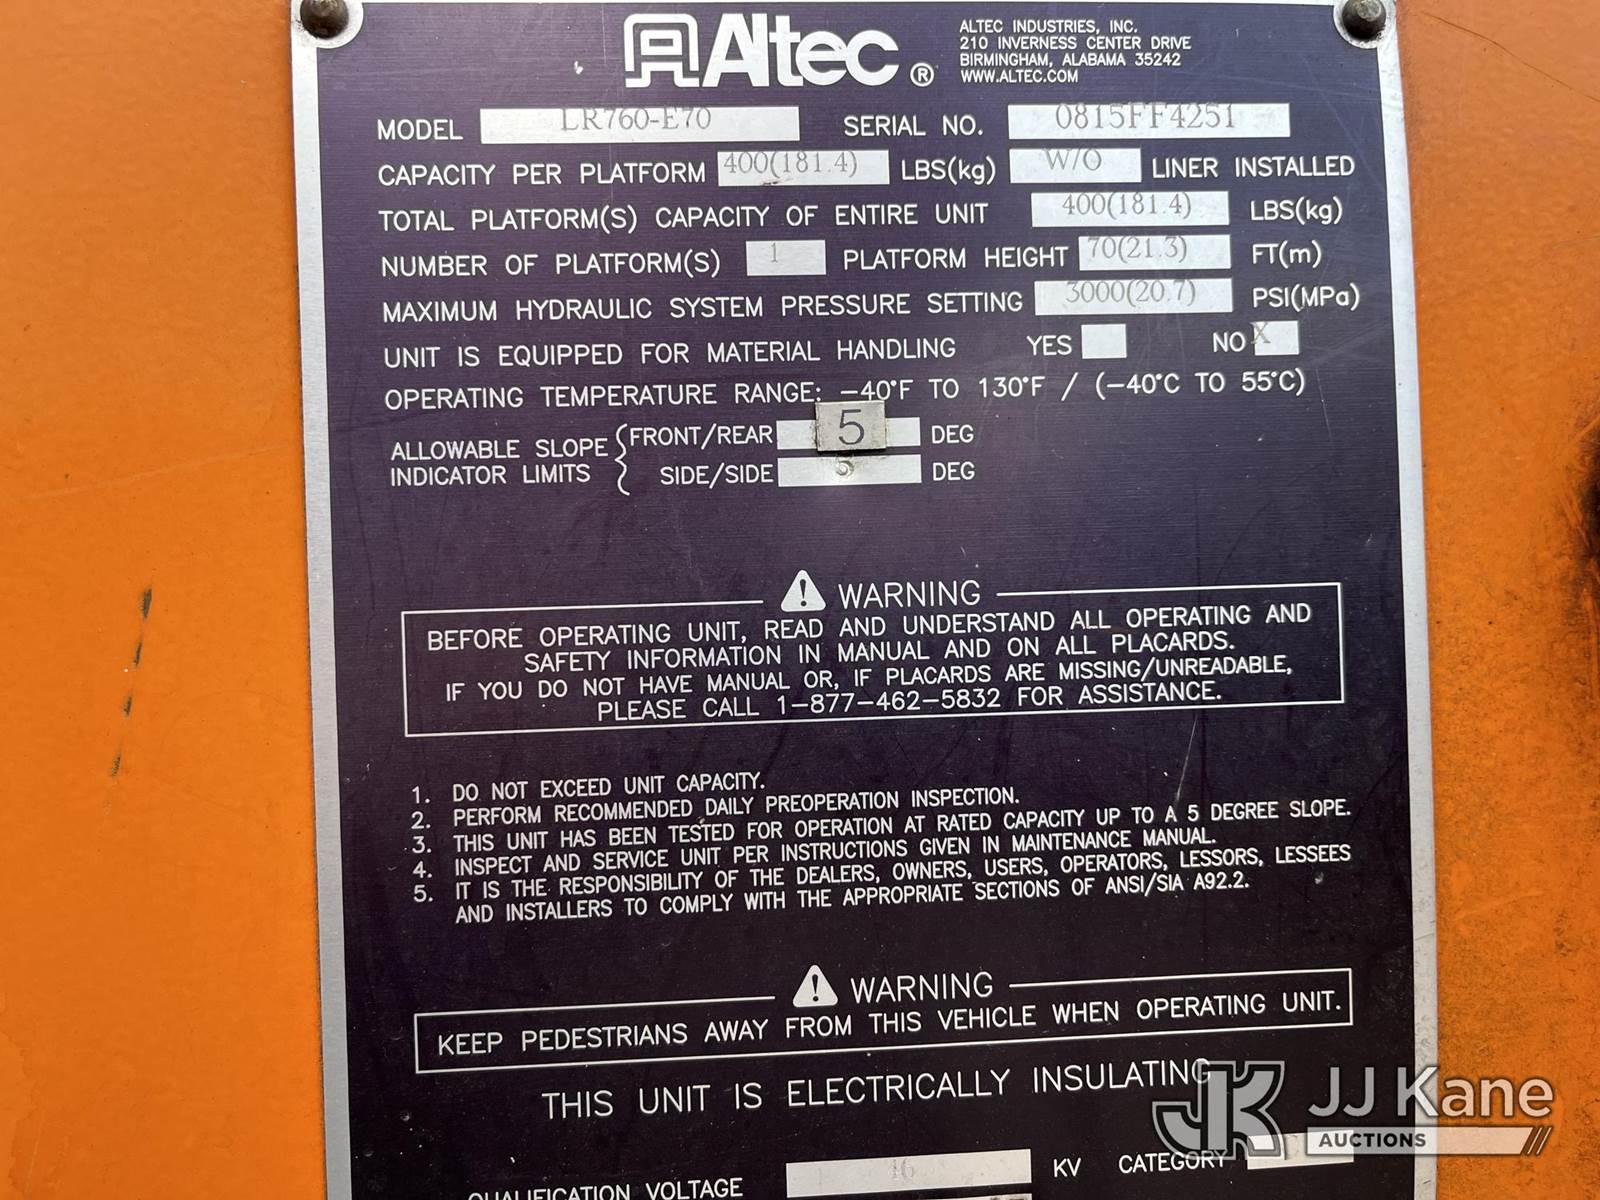 Altec ®
ALTEC INDUSTRIES, INC.
210 INVERNESS CENTER DRIVE
BIRMINGHAM, ALABAMA 35242
WWW.ALTEC.COM
MODEL LR760-E70 SERIAL NO. 0815FF4251
CAPACITY PER PLATFORM 400(181.4) LBS(kg) W/O LINER INSTALLED
TOTAL PLATFORM(S) CAPACITY OF ENTIRE UNIT 400(181.4) LBS(kg)
NUMBER OF PLATFORM(S) 1 PLATFORM HEIGHT 70(21.3) FT(m)
MAXIMUM HYDRAULIC SYSTEM PRESSURE SETTING 3000(20.7) PSI(MPa)
UNIT IS EQUIPPED FOR MATERIAL HANDLING YES NO X
OPERATING TEMPERATURE RANGE: -40°F TO 130°F / (-40°C TO 55°C)
ALLOWABLE SLOPE FRONT/REAR 5 DEG
INDICATOR LIMITS SIDE/SIDE DEG
WARNING
BEFORE OPERATING UNIT, READ AND UNDERSTAND ALL OPERATING AND
SAFETY INFORMATION IN MANUAL AND ON ALL PLACARDS.
IF YOU DO NOT HAVE MANUAL OR, IF PLACARDS ARE MISSING/UNREADABLE,
PLEASE CALL 1-877-462-5832 FOR ASSISTANCE.
1. DO NOT EXCEED UNIT CAPACITY.
2. PERFORM RECOMMENDED DAILY PREOPERATION INSPECTION.
3. THIS UNIT HAS BEEN TESTED FOR OPERATION AT RATED CAPACITY UP TO A 5 DEGREE SLOPE.
4. INSPECT AND SERVICE UNIT PER INSTRUCTIONS GIVEN IN MAINTENANCE MANUAL.
5. IT IS THE RESPONSIBILITY OF THE DEALERS, OWNERS, USERS, OPERATORS, LESSORS, LESSEES
AND INSTALLERS TO COMPLY WITH THE APPROPRIATE SECTIONS OF ANSI/SIA A92.2.
WARNING
KEEP PEDESTRIANS AWAY FROM THIS VEHICLE WHEN OPERATING UNIT.
THIS UNIT IS ELECTRICALLY INSULATING
QUALIFICATION VOLTAGE 46 KV CATEGORY
JK JJ Kane
AUCTIONS